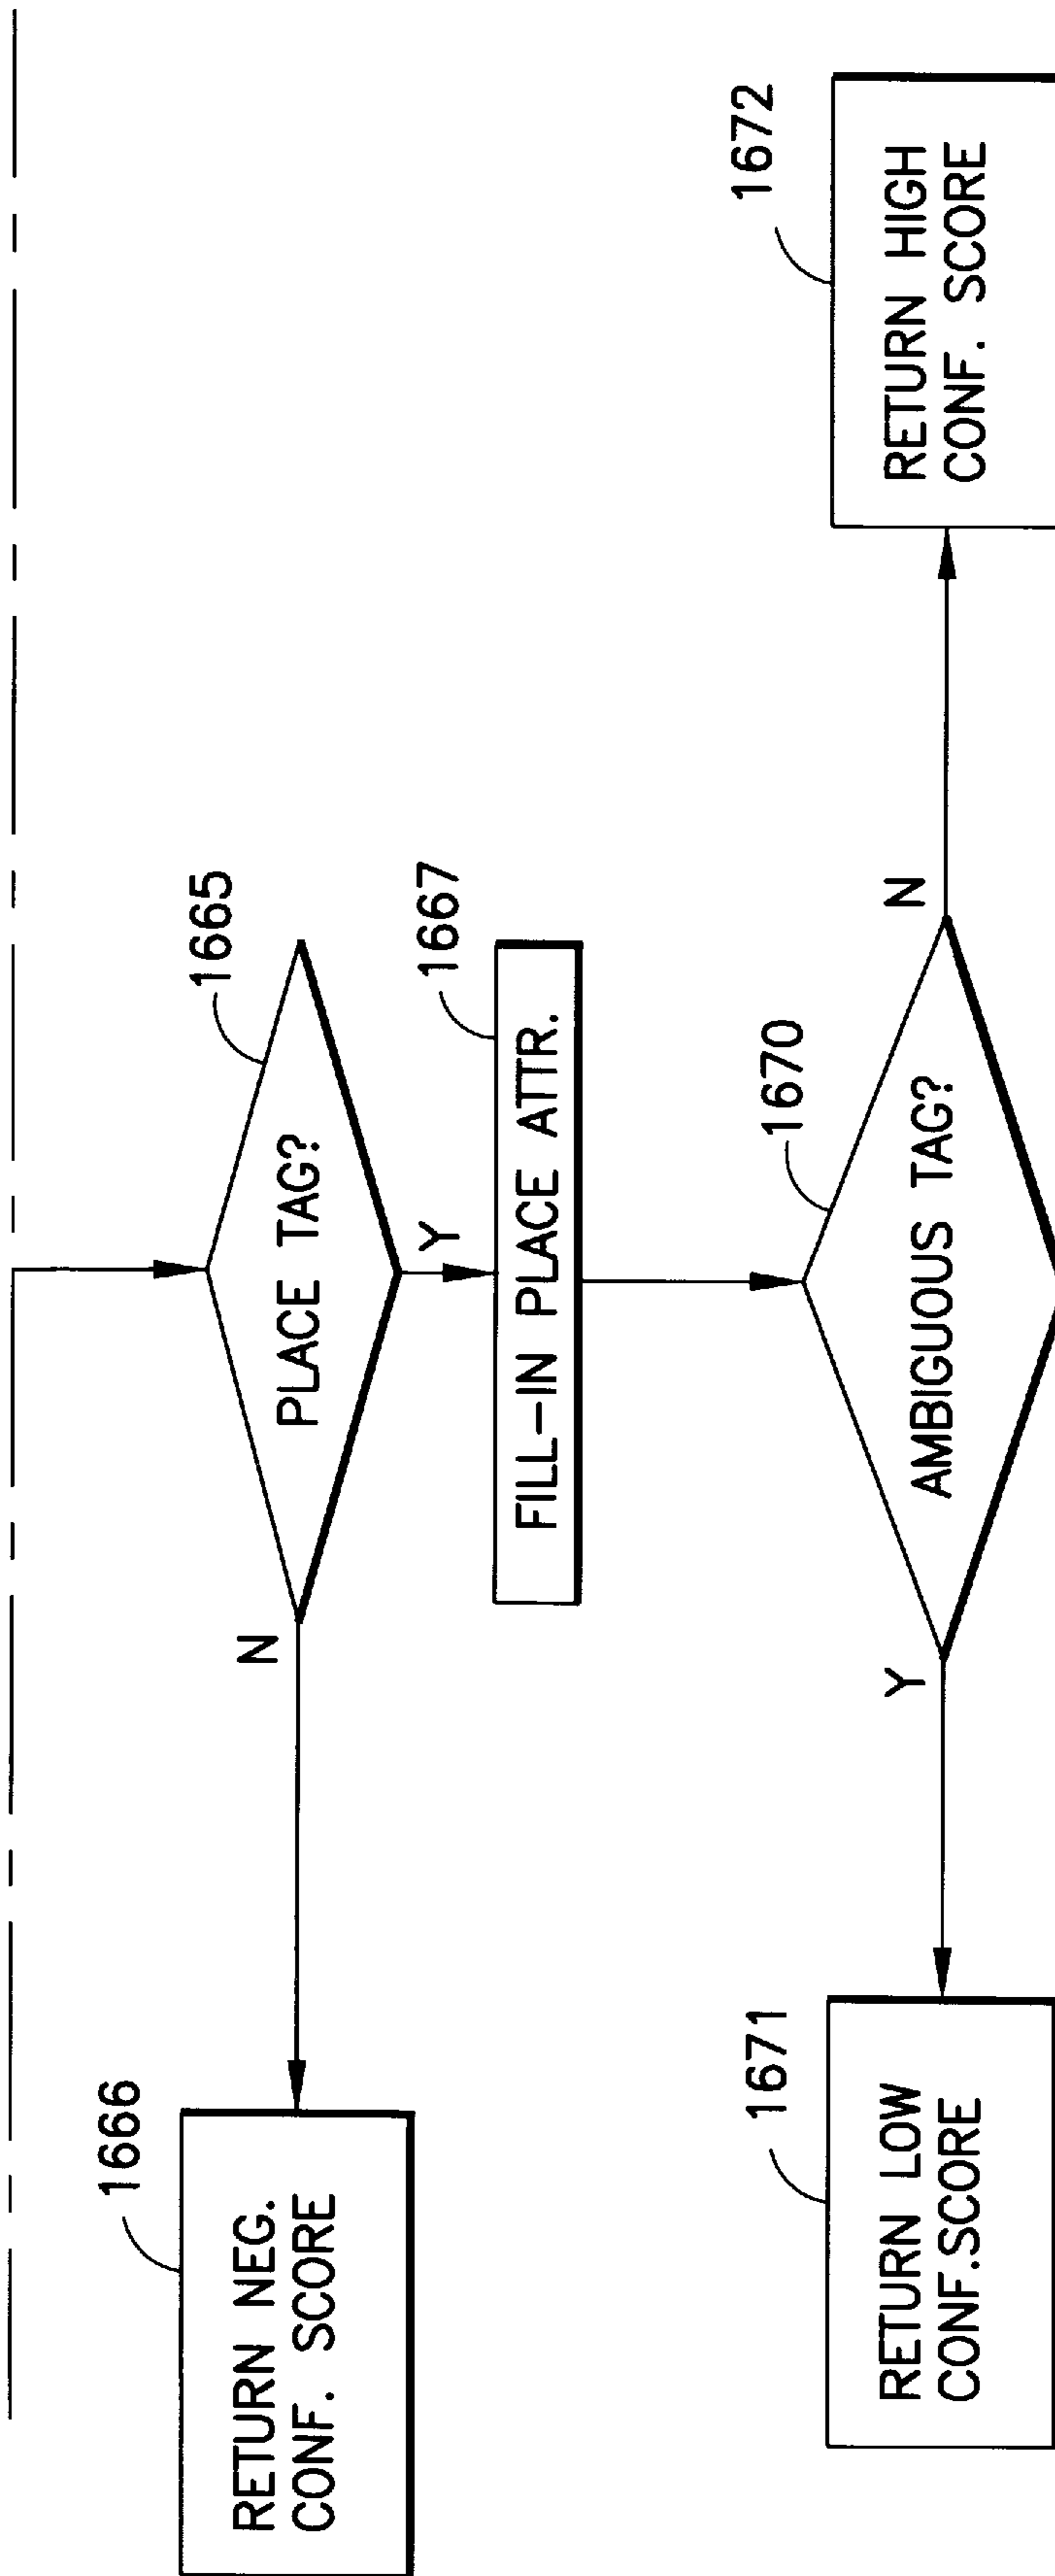 1665
PLACE TAG?
N
Y
1666
RETURN NEG.
CONF. SCORE
1667
FILL-IN PLACE ATTR.
1670
AMBIGUOUS TAG?
Y
N
1671
RETURN LOW
CONF.SCORE
1672
RETURN HIGH
CONF. SCORE